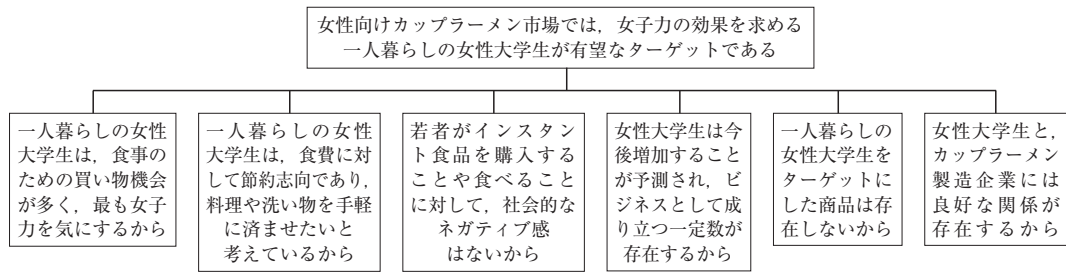 女性向けカップラーメン市場では，女子力の効果を求める
一人暮らしの女性大学生が有望なターゲットである
一人暮らしの女性
大学生は，食事の
ための買い物機会
が多く，最も女子
力を気にするから
一人暮らしの女性
大学生は，食費に対
して節約志向であり，
料理や洗い物を手軽
に済ませたいと
考えているから
若者がインスタン
ト食品を購入する
ことや食べること
に対して，社会的な
ネガティブ感
はないから
女性大学生は今
後増加すること
が予測され，ビ
ジネスとして成
り立つ一定数が
存在するから
一人暮らしの
女性大学生を
ターゲットに
した商品は存
在しないから
女性大学生と，
カップラーメン
製造企業には
良好な関係が
存在するから